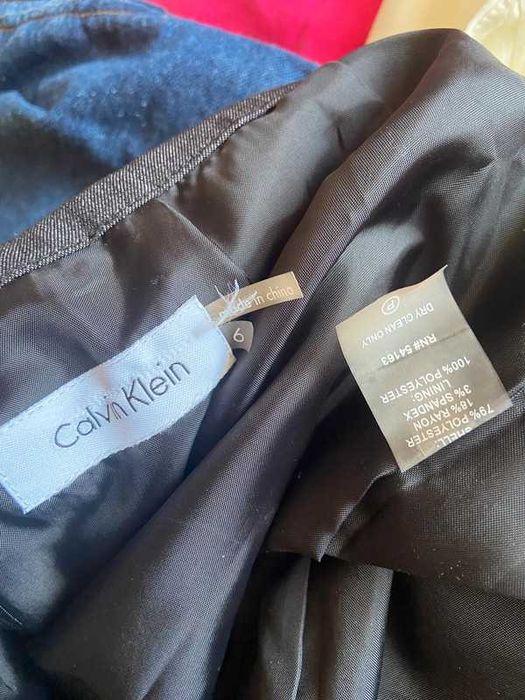 Calvin Klein
made in china
6
SHELL:
79% POLYESTER
18% RAYON
3% SPANDEX
LINING:
100% POLYESTER
RN# 54163
DRY CLEAN ONLY
P